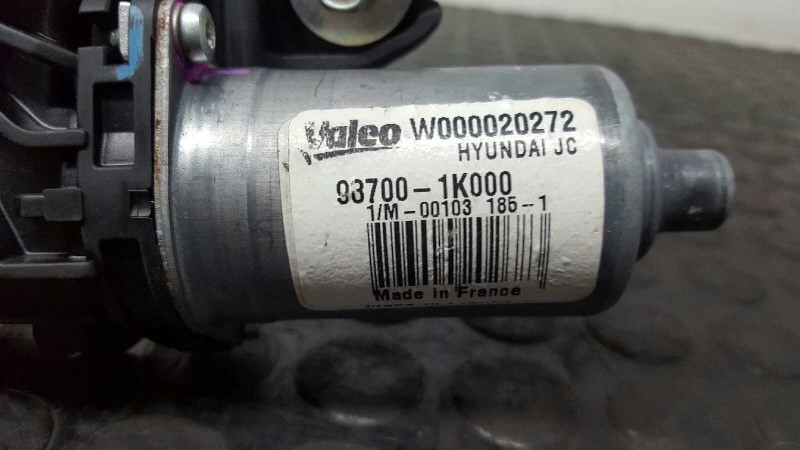 Valeo W000020272
HYUNDAI JC
98700-1K000
1/M-00103 185-1
Made in France